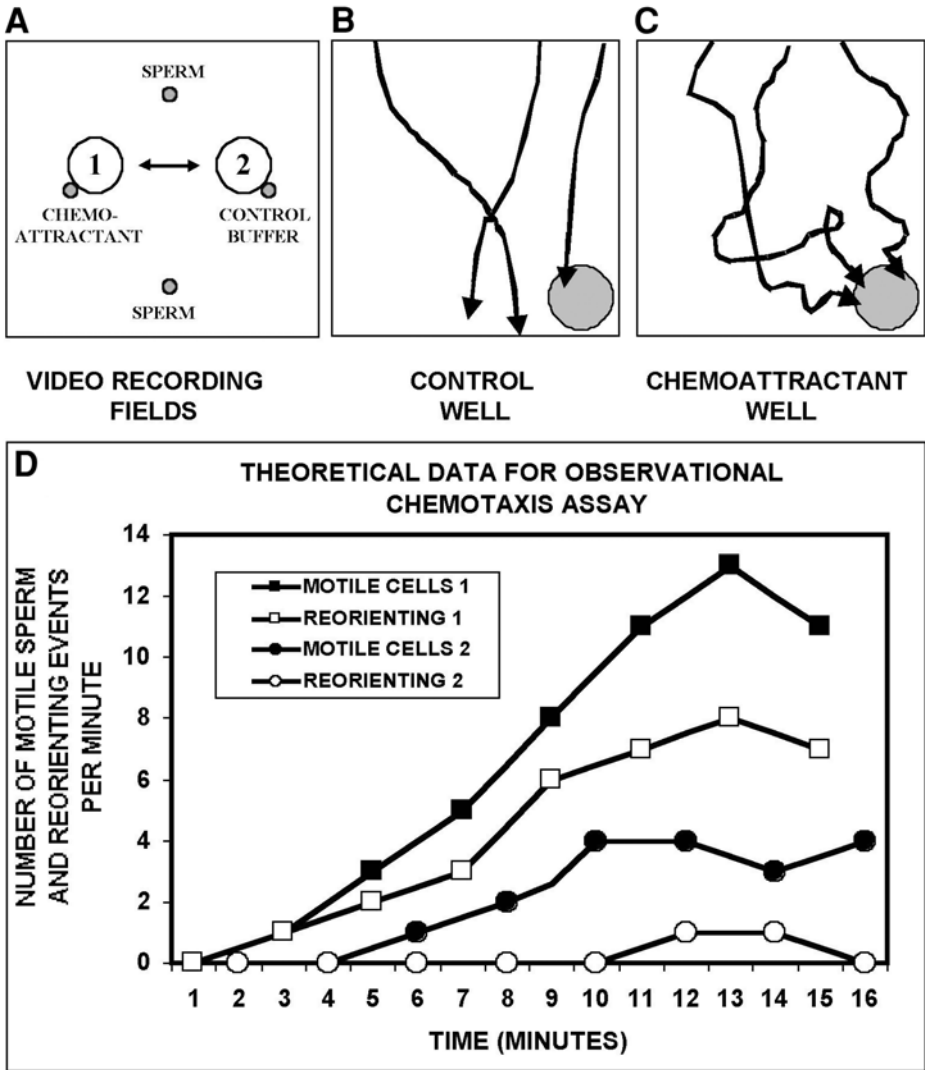 A
SPERM
1
2
CHEMO-
ATTRACTANT
CONTROL
BUFFER
SPERM
VIDEO RECORDING
FIELDS
B
CONTROL
WELL
C
CHEMOATTRACTANT
WELL
D
THEORETICAL DATA FOR OBSERVATIONAL
CHEMOTAXIS ASSAY
NUMBER OF MOTILE SPERM
AND REORIENTING EVENTS
PER MINUTE
14
12
10
8
6
4
2
0
MOTILE CELLS 1
REORIENTING 1
MOTILE CELLS 2
REORIENTING 2
1 2 3 4 5 6 7 8 9 10 11 12 13 14 15 16
TIME (MINUTES)